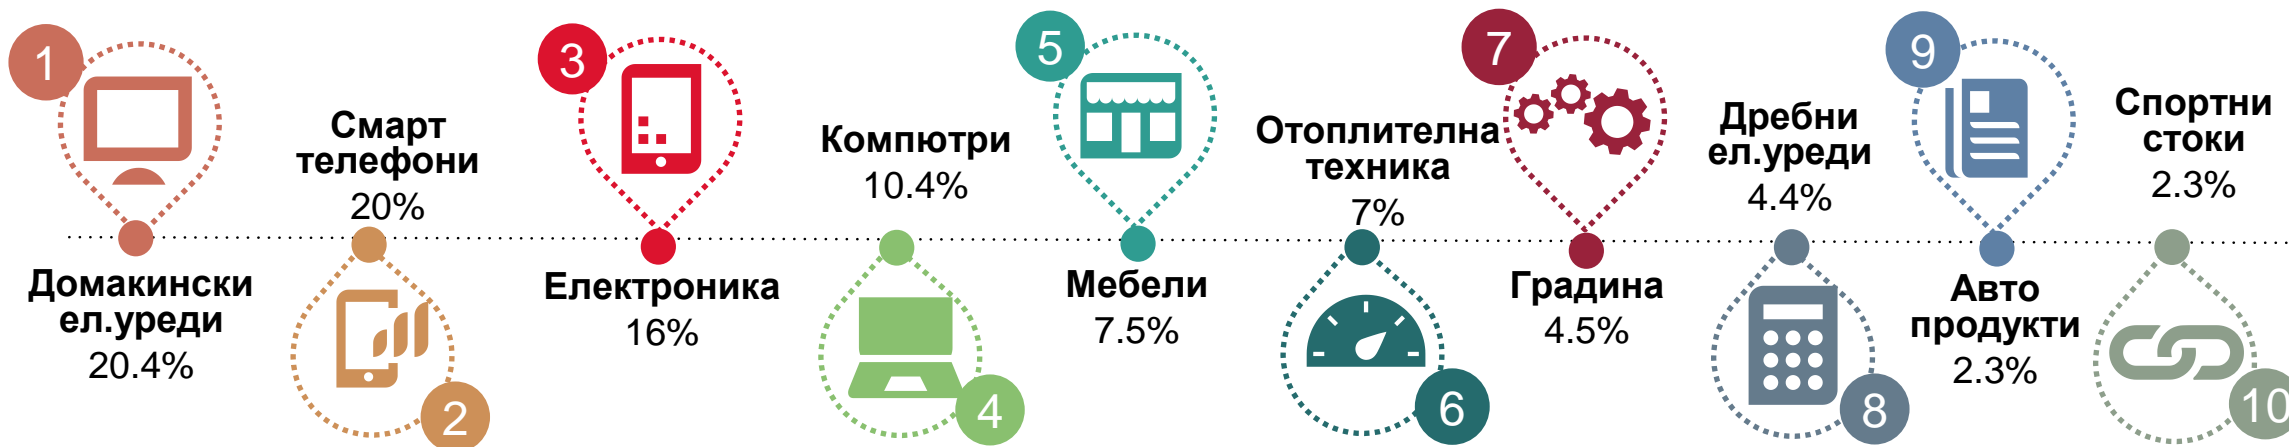 1
Домакински
ел.уреди
20.4%
Смарт
телефони
20%
2
3
Електроника
16%
Компютри
10.4%
4
5
Мебели
7.5%
Отоплителна
техника
7%
6
7
Градина
4.5%
Дребни
ел.уреди
4.4%
8
9
Авто
продукти
2.3%
Спортни
стоки
2.3%
10